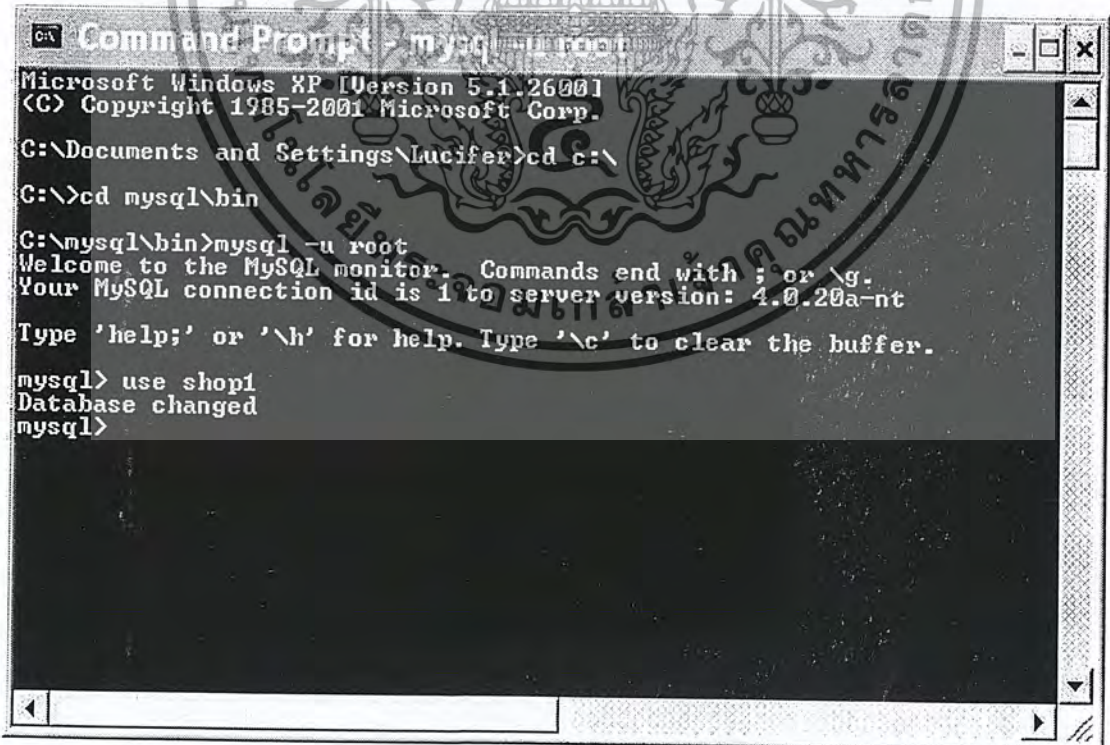 Command Prompt - mysql -u root
Microsoft Windows XP [Version 5.1.2600]
(C) Copyright 1985-2001 Microsoft Corp.
C:\Documents and Settings\Lucifer>cd c:\
C:\>cd mysql\bin
C:\mysql\bin>mysql -u root
Welcome to the MySQL monitor.  Commands end with ; or \g.
Your MySQL connection id is 1 to server version: 4.0.20a-nt
Type 'help;' or '\h' for help. Type '\c' to clear the buffer.
mysql> use shop1
Database changed
mysql>